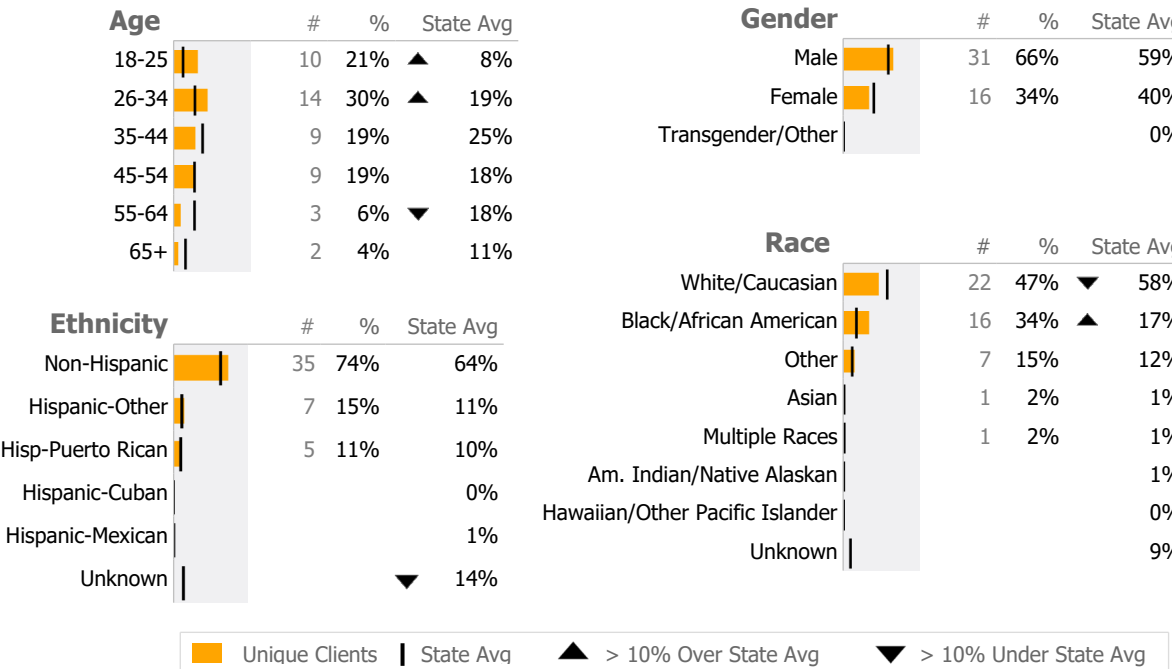 Age # % State Avg
18-25 10 21% ▲ 8%
26-34 14 30% ▲ 19%
35-44 9 19% 25%
45-54 9 19% 18%
55-64 3 6% ▼ 18%
65+ 2 4% 11%
Ethnicity # % State Avg
Non-Hispanic 35 74% 64%
Hispanic-Other 7 15% 11%
Hisp-Puerto Rican 5 11% 10%
Hispanic-Cuban 0%
Hispanic-Mexican 1%
Unknown ▼ 14%
Gender # % State Avg
Male 31 66% 59%
Female 16 34% 40%
Transgender/Other 0%
Race # % State Avg
White/Caucasian 22 47% ▼ 58%
Black/African American 16 34% ▲ 17%
Other 7 15% 12%
Asian 1 2% 1%
Multiple Races 1 2% 1%
Am. Indian/Native Alaskan 1%
Hawaiian/Other Pacific Islander 0%
Unknown 9%
Unique Clients | State Avg ▲ > 10% Over State Avg ▼ > 10% Under State Avg